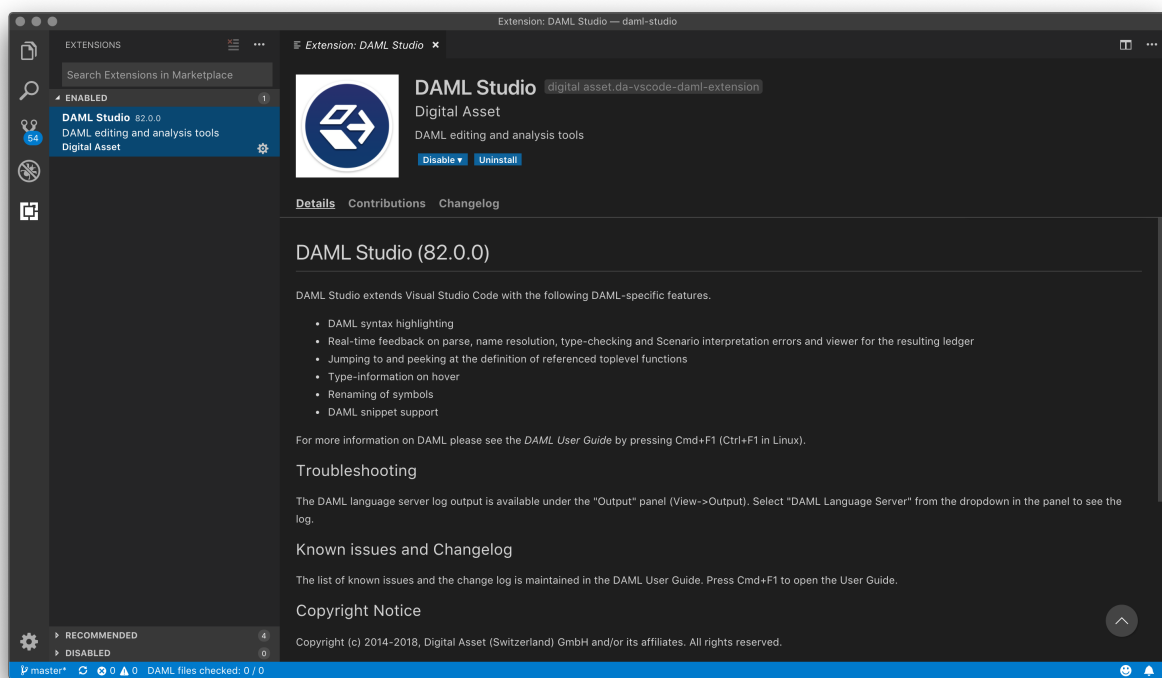 Extension: DAML Studio — daml-studio
EXTENSIONS
Search Extensions in Marketplace
ENABLED
1
DAML Studio 82.0.0
DAML editing and analysis tools
Digital Asset
54
RECOMMENDED
4
DISABLED
0
Extension: DAML Studio ×
DAML Studio digital asset.da-vscode-daml-extension
Digital Asset
DAML editing and analysis tools
Disable Uninstall
Details Contributions Changelog
DAML Studio (82.0.0)
DAML Studio extends Visual Studio Code with the following DAML-specific features.
• DAML syntax highlighting
• Real-time feedback on parse, name resolution, type-checking and Scenario interpretation errors and viewer for the resulting ledger
• Jumping to and peeking at the definition of referenced toplevel functions
• Type-information on hover
• Renaming of symbols
• DAML snippet support
For more information on DAML please see the DAML User Guide by pressing Cmd+F1 (Ctrl+F1 in Linux).
Troubleshooting
The DAML language server log output is available under the "Output" panel (View->Output). Select "DAML Language Server" from the dropdown in the panel to see the
log.
Known issues and Changelog
The list of known issues and the change log is maintained in the DAML User Guide. Press Cmd+F1 to open the User Guide.
Copyright Notice
Copyright (c) 2014-2018, Digital Asset (Switzerland) GmbH and/or its affiliates. All rights reserved.
master* 0 0 DAML files checked: 0 / 0